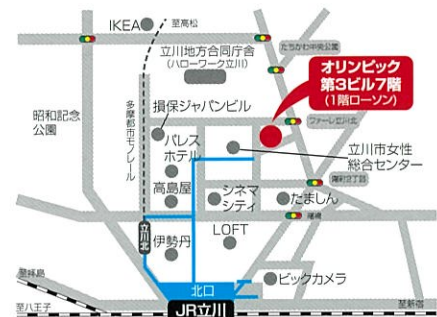 IKEA
至高松
たちかわ中央公園
立川地方合同庁舎
(ハローワーク立川)
オリンピック
第3ビル7階
(1階ローソン)
昭和記念
公園
多摩都市モノレール
損保ジャパンビル
ファーレ立川北
パレス
ホテル
立川市女性
総合センター
高島屋
シネマ
シティ
曙町2丁目
たましん
立川北
伊勢丹
LOFT
北口
ビックカメラ
至拝島
至八王子
JR立川
至新宿